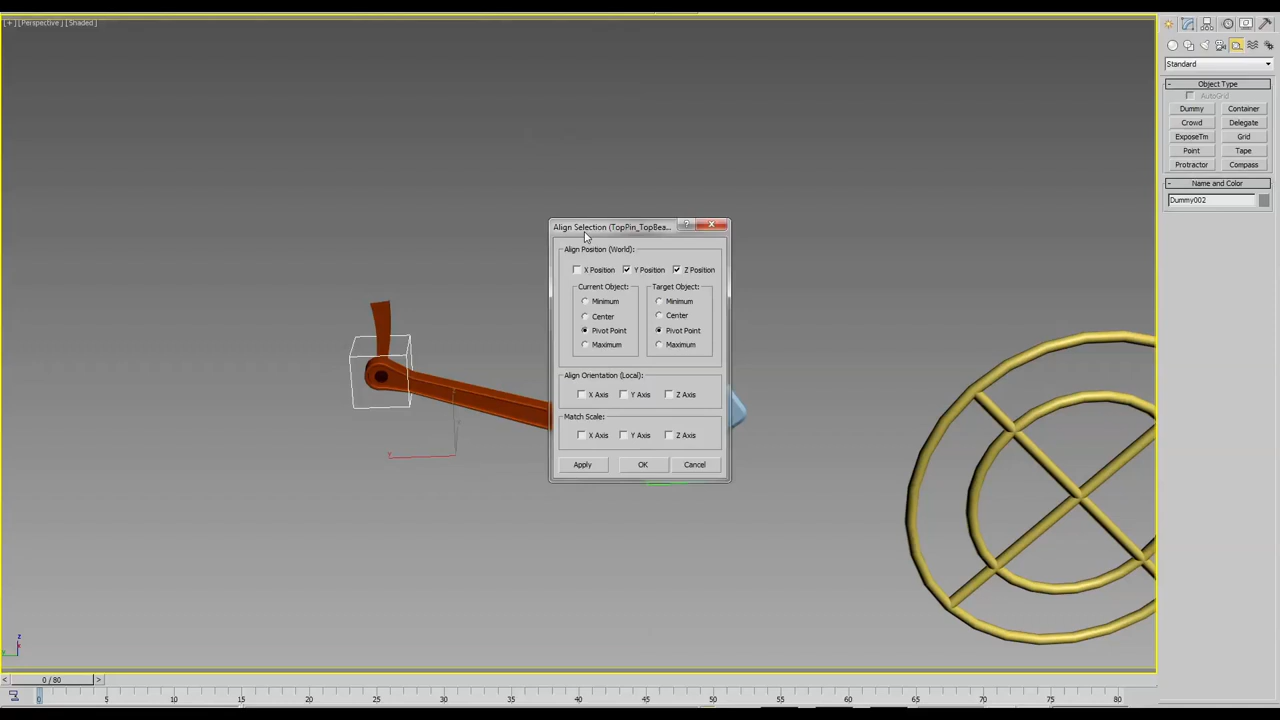 [+] [Perspective] [Shaded]
Standard
- Object Type
AutoGrid
Dummy Container
Crowd Delegate
ExposeTm Grid
Point Tape
Protractor Compass
- Name and Color
Dummy002
Align Selection (TopPin_TopBea... ?
Align Position (World):
X Position Y Position Z Position
Current Object: Target Object:
Minimum Minimum
Center Center
Pivot Point Pivot Point
Maximum Maximum
Align Orientation (Local):
X Axis Y Axis Z Axis
Match Scale:
X Axis Y Axis Z Axis
Apply OK Cancel
Y
z
x
y
< 0 / 80 >
0 5 10 15 20 25 30 35 40 45 50 55 60 65 70 75 80